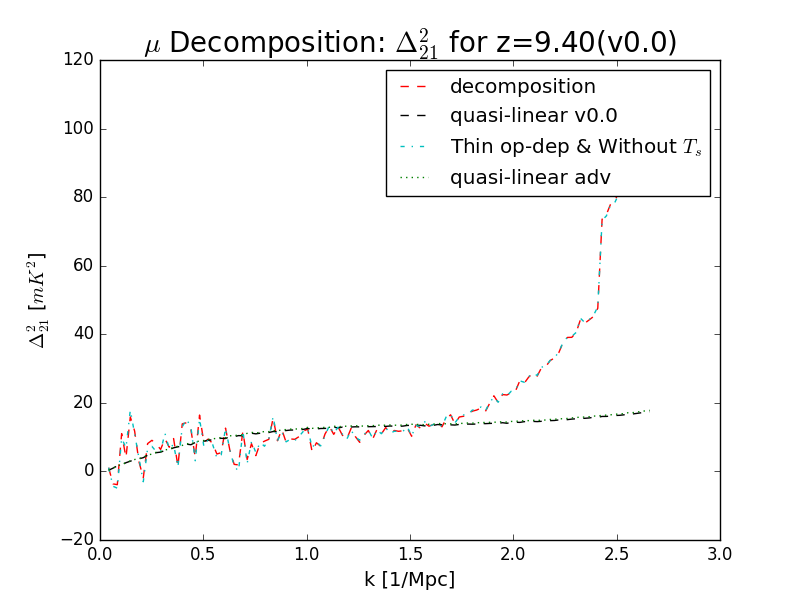 μ Decomposition: Δ²₂₁ for z=9.40(v0.0)
120
100
80
60
40
20
0
−20
Δ²₂₁ [mK²]
decomposition
quasi-linear v0.0
Thin op-dep & Without Tₛ
quasi-linear adv
0.0 0.5 1.0 1.5 2.0 2.5 3.0
k [1/Mpc]